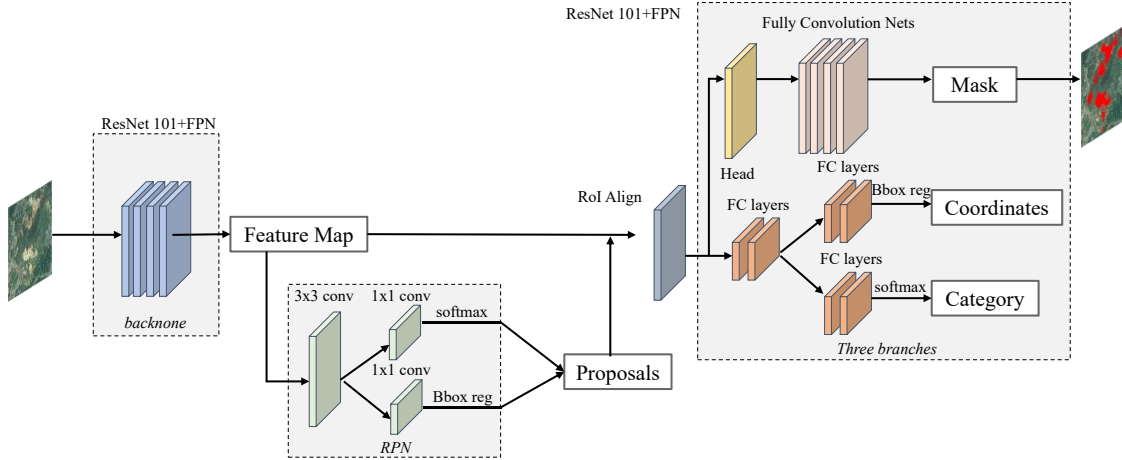 ResNet 101+FPN
Fully Convolution Nets
Mask
Head
FC layers
ResNet 101+FPN
RoI Align
FC layers
Bbox reg
Coordinates
Feature Map
FC layers
softmax
Category
3x3 conv
1x1 conv
softmax
backnone
Three branches
1x1 conv
Proposals
Bbox reg
RPN